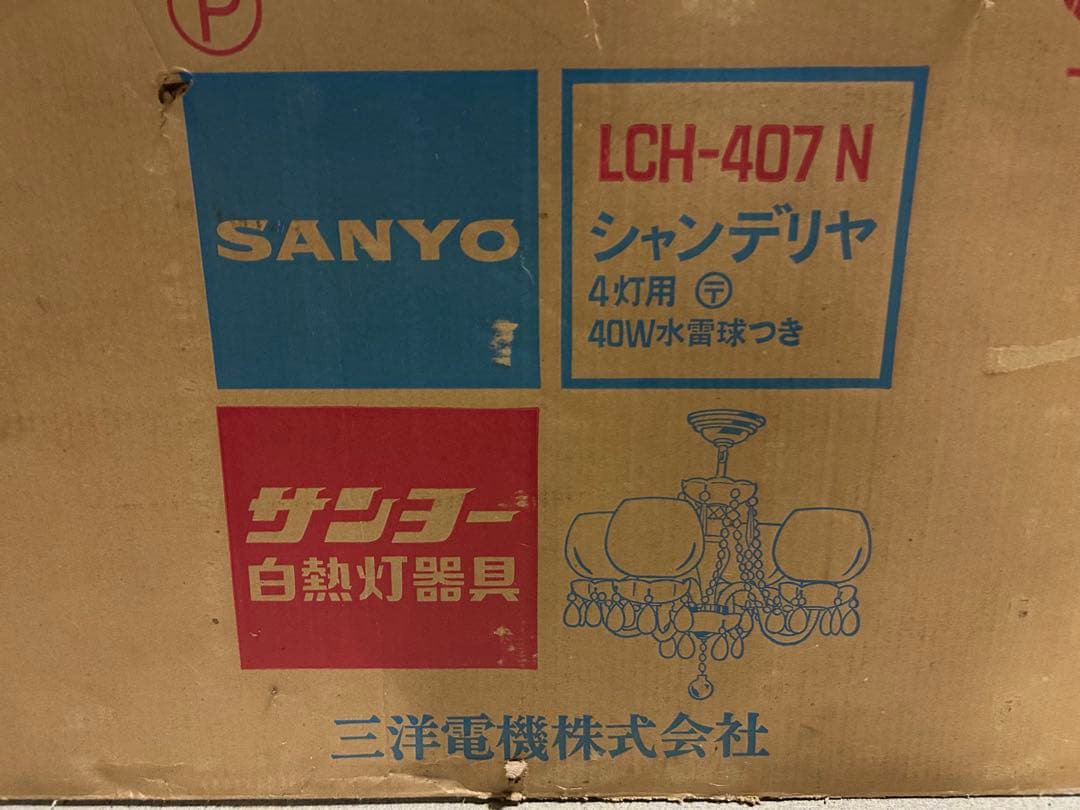 P
SANYO
LCH-407N
シャンデリヤ
4灯用 〶
40W水雷球つき
サンヨー
白熱灯器具
三洋電機株式会社